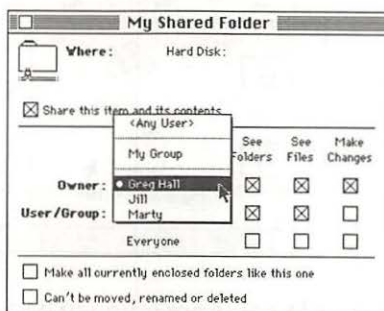 My Shared Folder
Where: Hard Disk:
Share this item and its contents
<Any User>
My Group
See Folders See Files Make Changes
Owner: Greg Hall
Jill
User/Group: Marty
Everyone
Make all currently enclosed folders like this one
Can't be moved, renamed or deleted